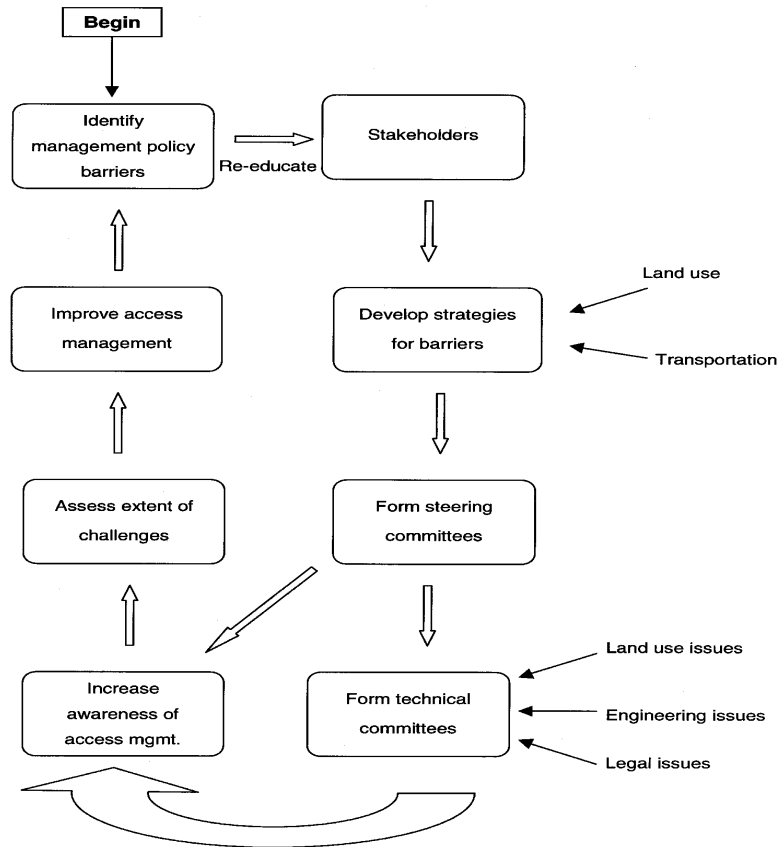 Begin
Identify
management policy
barriers
Re-educate
Stakeholders
Improve access
management
Develop strategies
for barriers
Land use
Transportation
Assess extent of
challenges
Form steering
committees
Increase
awareness of
access mgmt.
Form technical
committees
Land use issues
Engineering issues
Legal issues